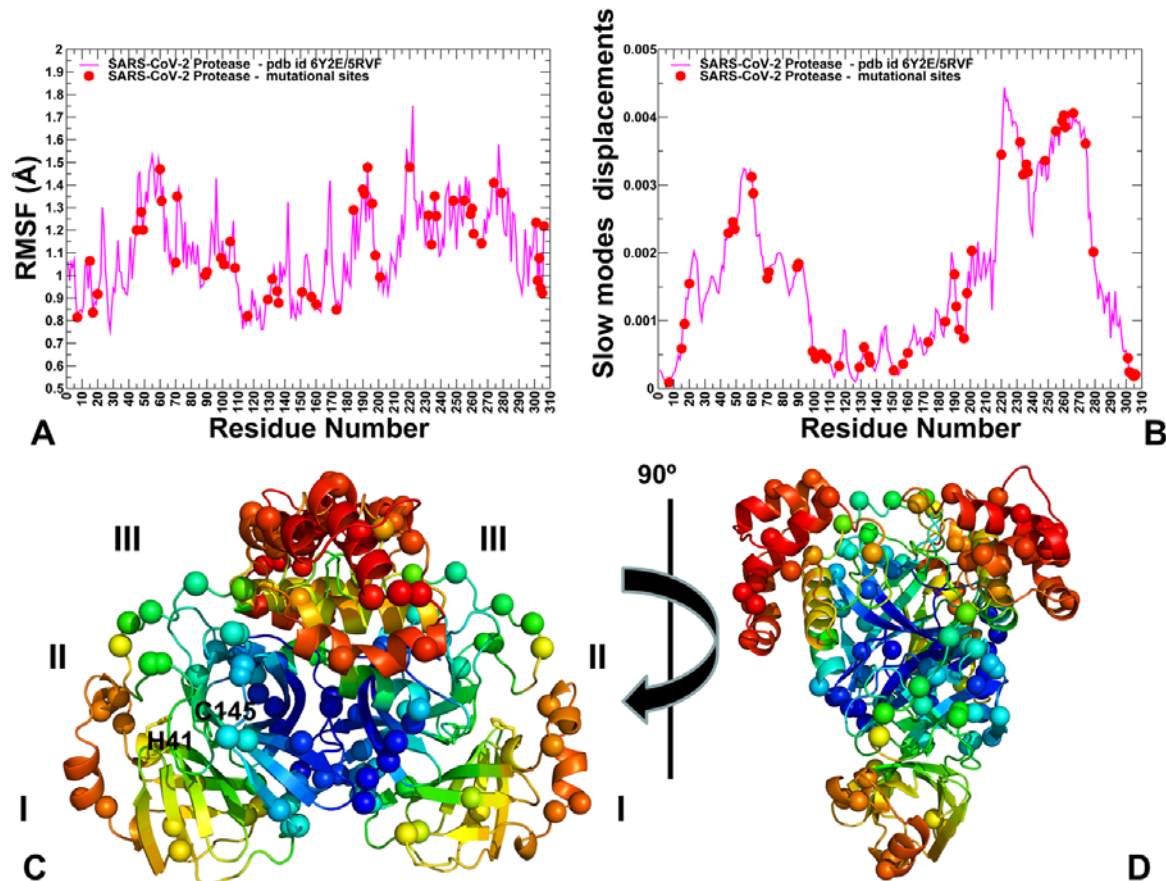 2
1.9
1.8
1.7
1.6
1.5
1.4
1.3
1.2
1.1
1
0.9
0.8
0.7
0.6
0.5
RMSF (Å)
SARS-CoV-2 Protease - pdb id 6Y2E/5RVF
SARS-CoV-2 Protease - mutational sites
0 10 20 30 40 50 60 70 80 90 100 110 120 130 140 150 160 170 180 190 200 210 220 230 240 250 260 270 280 290 300 310
Residue Number
A
0.005
0.004
0.003
0.002
0.001
0
Slow modes displacements
SARS-CoV-2 Protease - pdb id 6Y2E/5RVF
SARS-CoV-2 Protease - mutational sites
0 10 20 30 40 50 60 70 80 90 100 110 120 130 140 150 160 170 180 190 200 210 220 230 240 250 260 270 280 290 300 310
Residue Number
B
III
III
II
II
C145
H41
I
I
C
90º
D